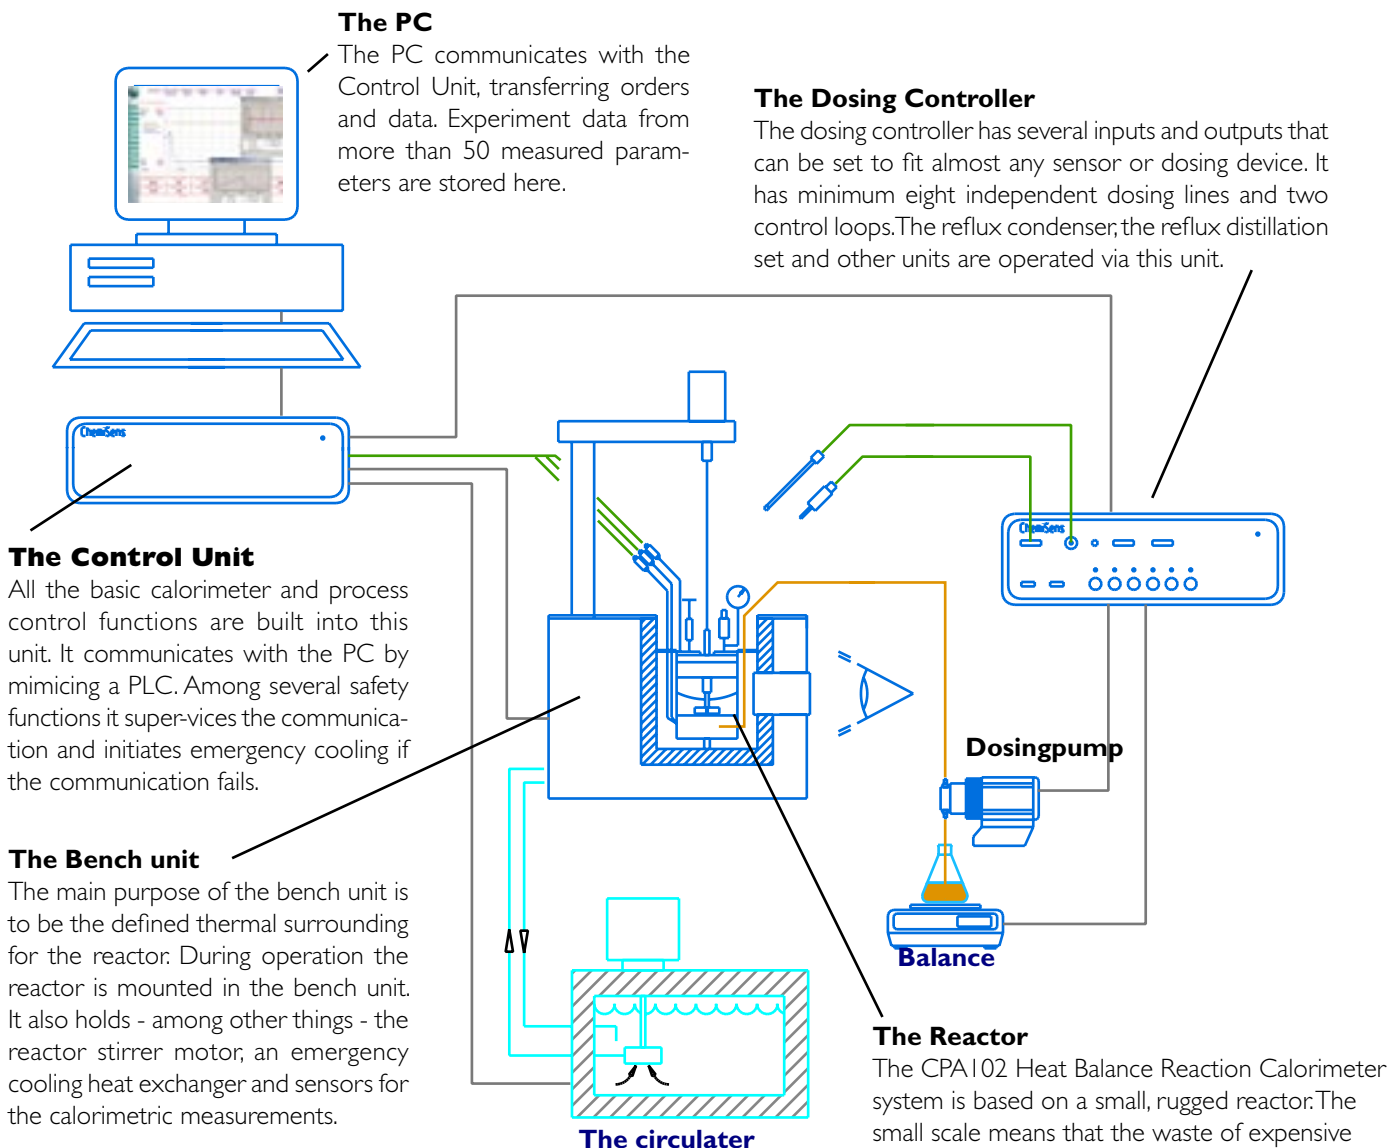 The PC
The PC communicates with the
Control Unit, transferring orders
and data. Experiment data from
more than 50 measured param-
eters are stored here.
The Dosing Controller
The dosing controller has several inputs and outputs that
can be set to fit almost any sensor or dosing device. It
has minimum eight independent dosing lines and two
control loops.The reflux condenser, the reflux distillation
set and other units are operated via this unit.
ChemiSens
ChemiSens
The Control Unit
All the basic calorimeter and process
control functions are built into this
unit. It communicates with the PC by
mimicing a PLC. Among several safety
functions it super-vices the communica-
tion and initiates emergency cooling if
the communication fails.
Dosingpump
The Bench unit
The main purpose of the bench unit is
to be the defined thermal surrounding
for the reactor. During operation the
reactor is mounted in the bench unit.
It also holds - among other things - the
reactor stirrer motor, an emergency
cooling heat exchanger and sensors for
the calorimetric measurements.
Balance
The circulater
The Reactor
The CPA102 Heat Balance Reaction Calorimeter
system is based on a small, rugged reactor.The
small scale means that the waste of expensive